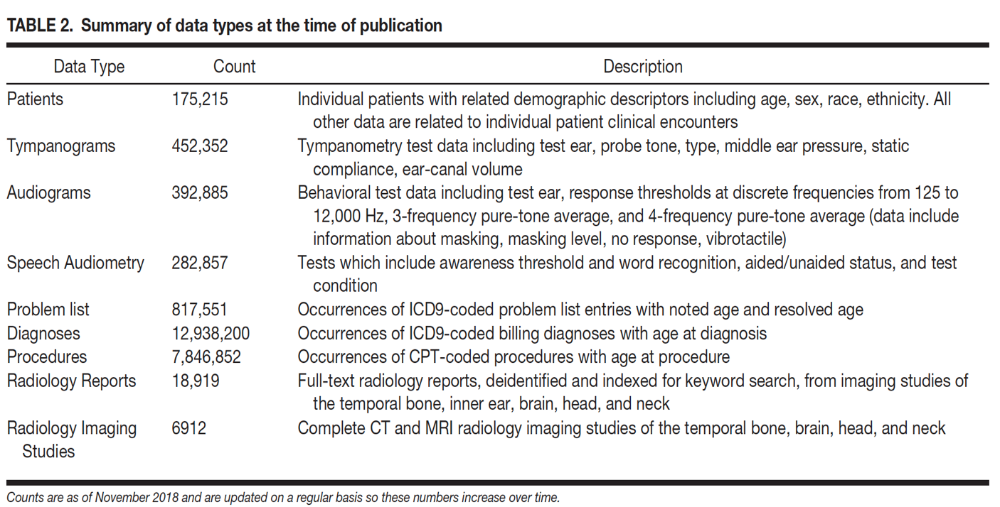 TABLE 2. Summary of data types at the time of publication
Data Type Count Description
Patients 175,215 Individual patients with related demographic descriptors including age, sex, race, ethnicity. All
other data are related to individual patient clinical encounters
Tympanograms 452,352 Tympanometry test data including test ear, probe tone, type, middle ear pressure, static
compliance, ear-canal volume
Audiograms 392,885 Behavioral test data including test ear, response thresholds at discrete frequencies from 125 to
12,000 Hz, 3-frequency pure-tone average, and 4-frequency pure-tone average (data include
information about masking, masking level, no response, vibrotactile)
Speech Audiometry 282,857 Tests which include awareness threshold and word recognition, aided/unaided status, and test
condition
Problem list 817,551 Occurrences of ICD9-coded problem list entries with noted age and resolved age
Diagnoses 12,938,200 Occurrences of ICD9-coded billing diagnoses with age at diagnosis
Procedures 7,846,852 Occurrences of CPT-coded procedures with age at procedure
Radiology Reports 18,919 Full-text radiology reports, deidentified and indexed for keyword search, from imaging studies of
the temporal bone, inner ear, brain, head, and neck
Radiology Imaging 6912 Complete CT and MRI radiology imaging studies of the temporal bone, brain, head, and neck
Studies
Counts are as of November 2018 and are updated on a regular basis so these numbers increase over time.